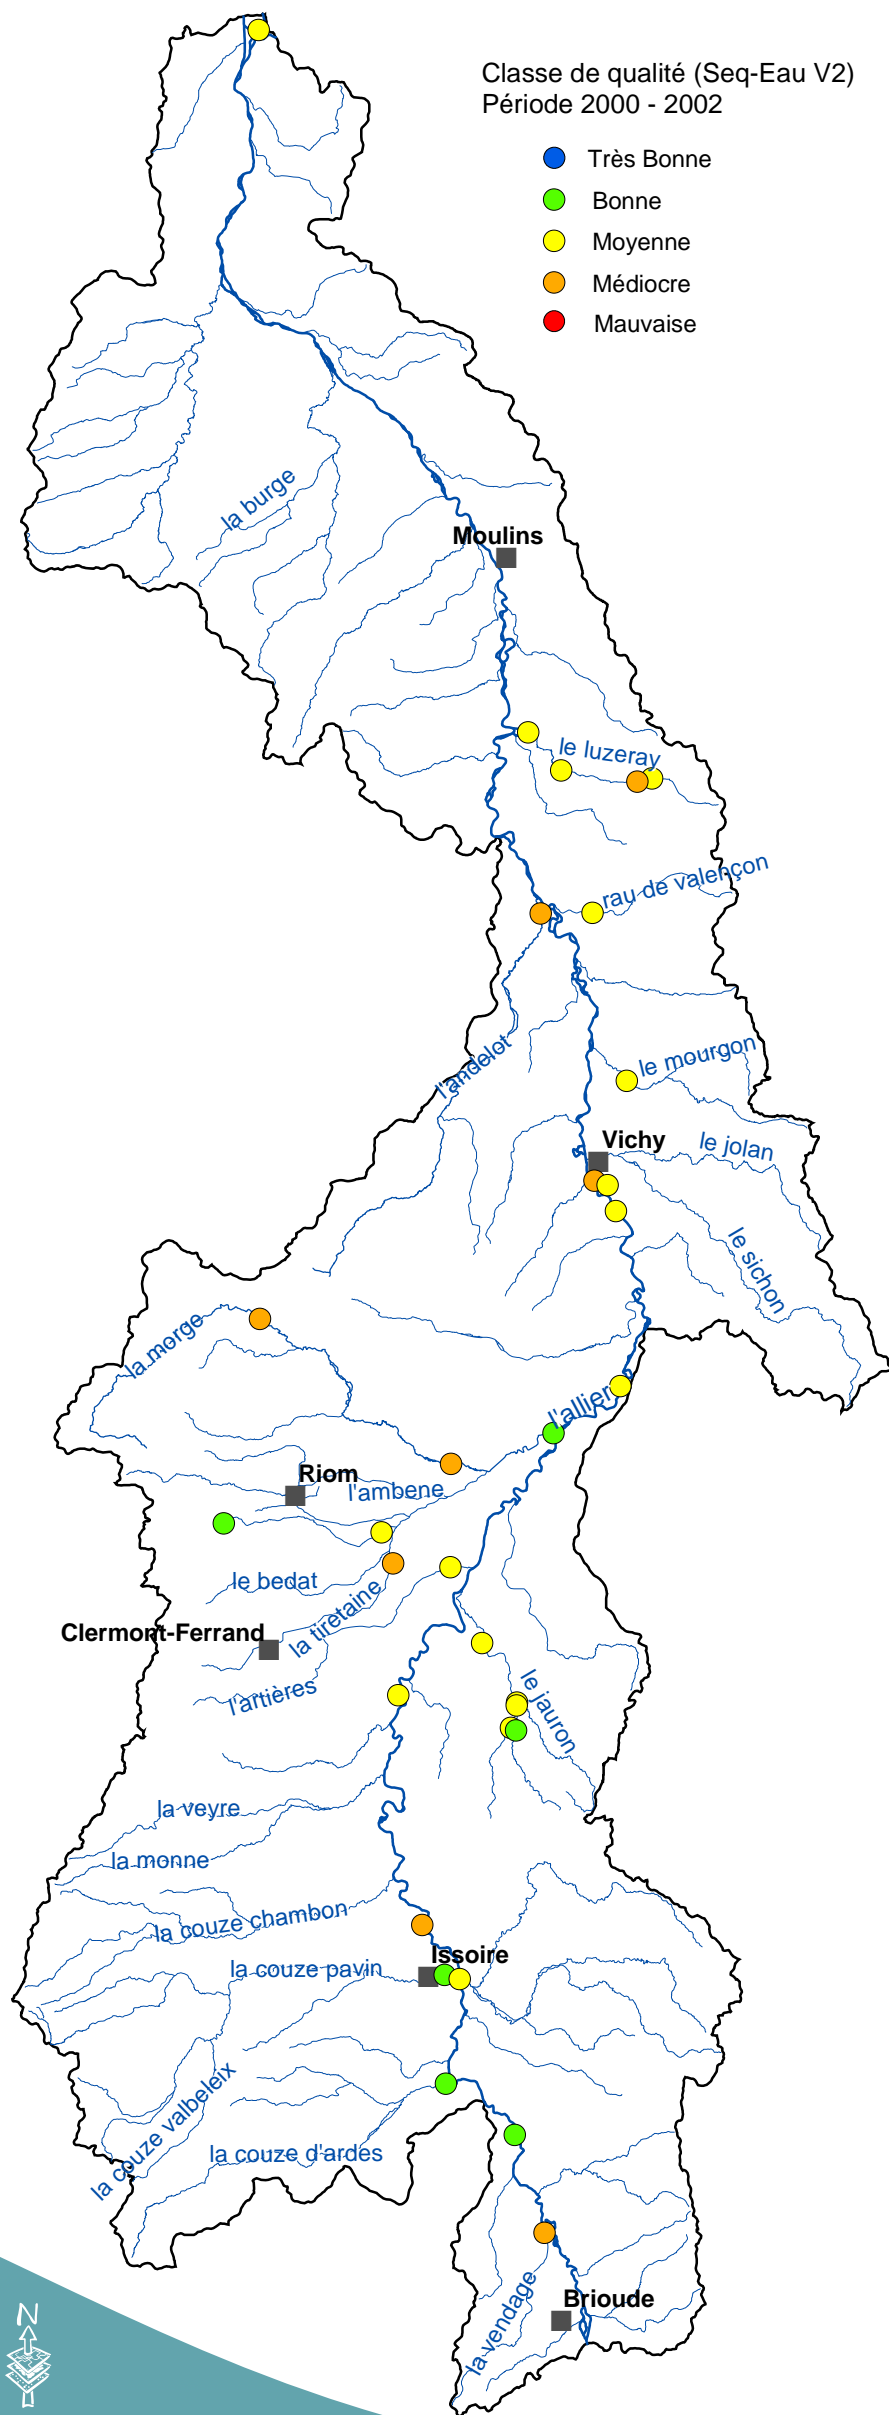 Classe de qualité (Seq-Eau V2)
Période 2000 - 2002
Très Bonne
Bonne
Moyenne
Médiocre
Mauvaise
la burge
Moulins
le luzeray
rau de valençon
l'andelot
le mourgon
Vichy
le jolan
le sichon
la morge
l'allier
Riom
l'ambene
le bedat
la tiretaine
Clermont-Ferrand
l'artières
le jauron
la veyre
la monne
la couze chambon
Issoire
la couze pavin
la couze valbeleix
la couze d'ardes
la vendage
Brioude
N